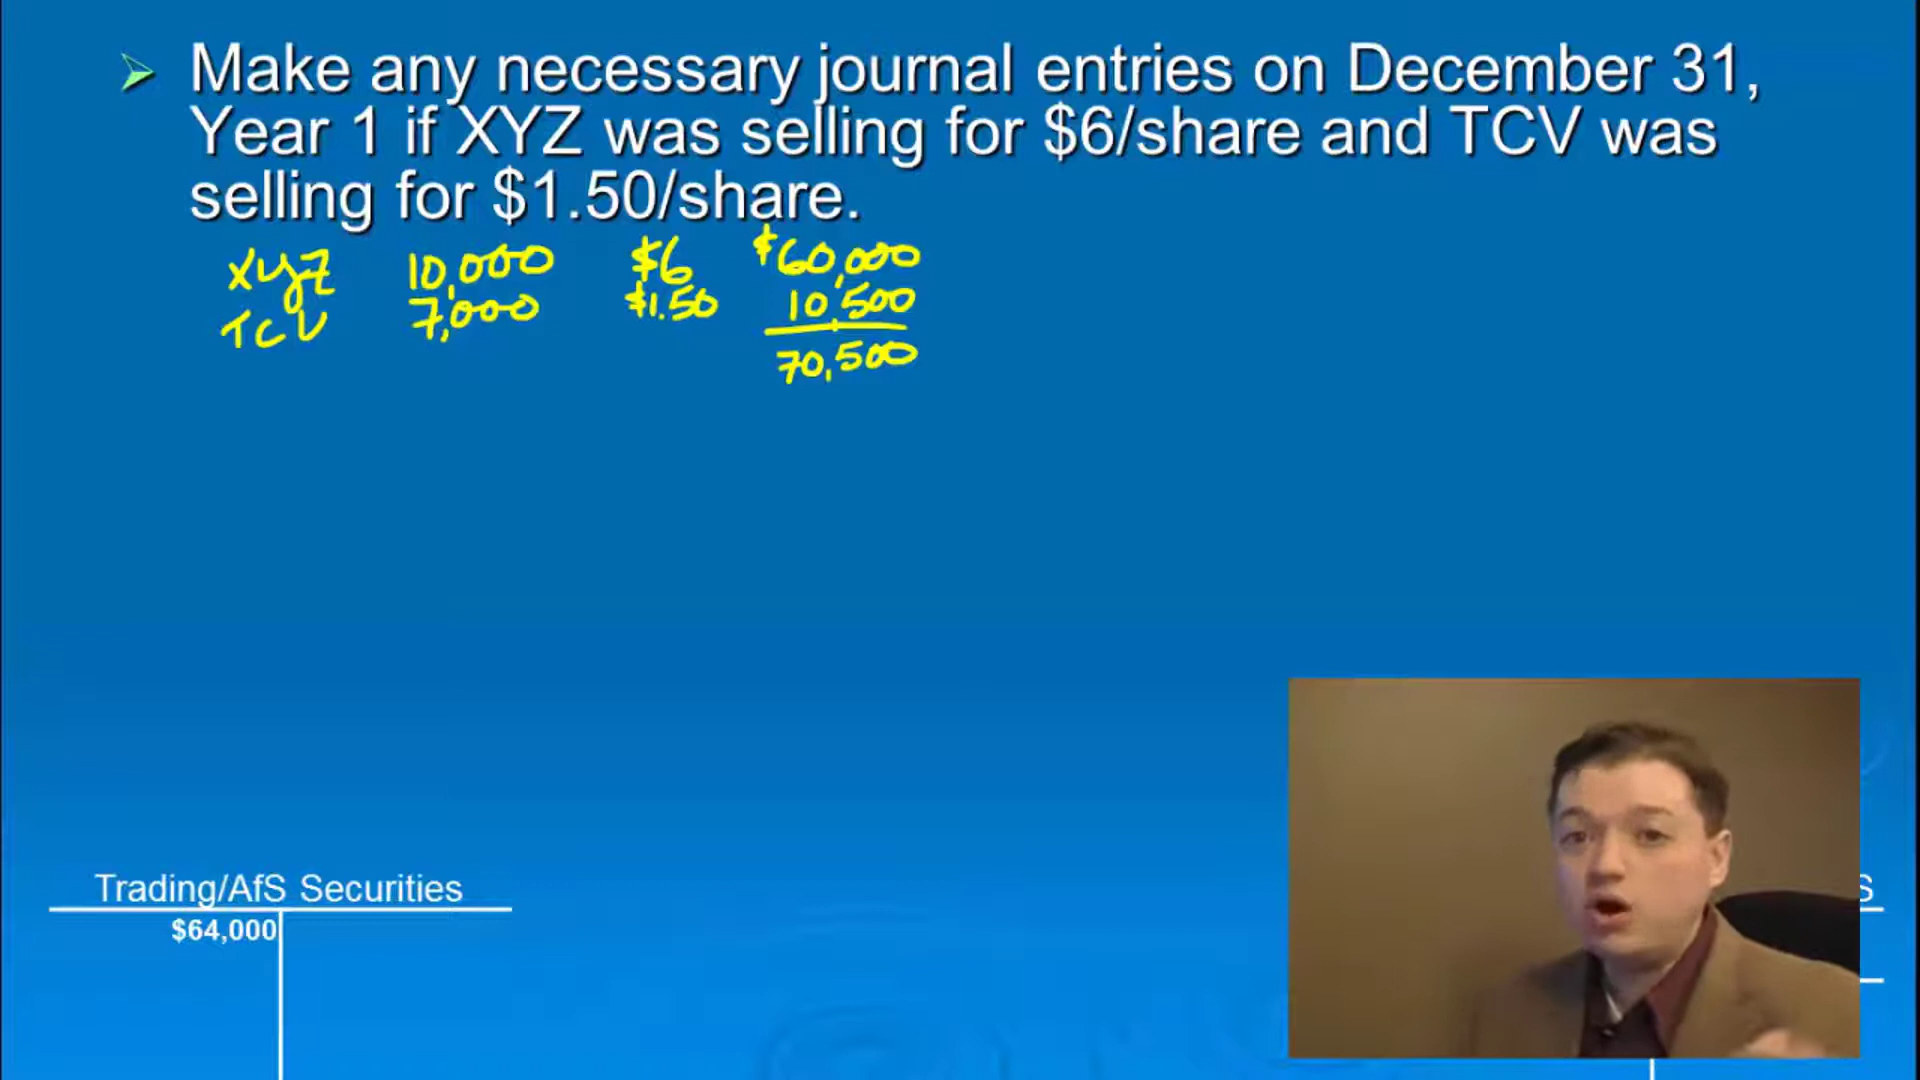 Make any necessary journal entries on December 31,
Year 1 if XYZ was selling for $6/share and TCV was
selling for $1.50/share.
XYZ 10,000 $6 $60,000
TCV 7,000 $1.50 10,500
70,500
Trading/AfS Securities
$64,000
S